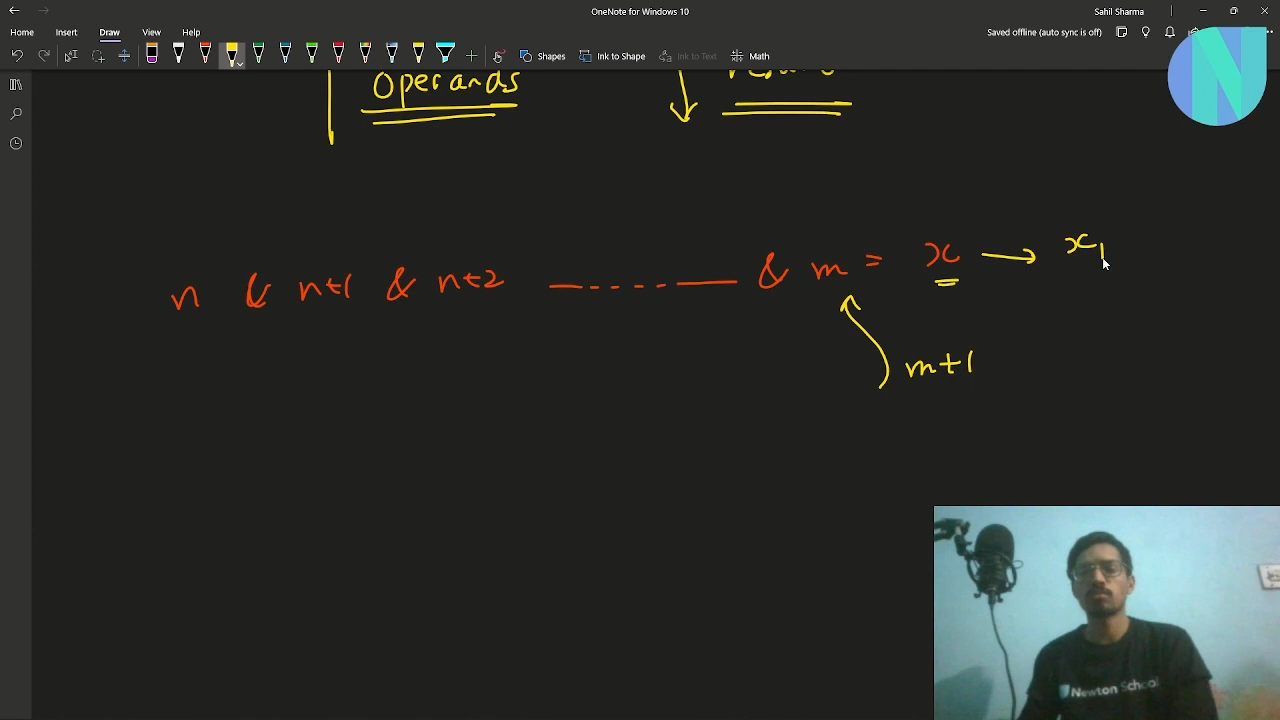 OneNote for Windows 10
Sahil Sharma
Home Insert Draw View Help
Saved offline (auto sync is off)
Shapes Ink to Shape Ink to Text Math
Operands
n & n+1 & n+2 ------ & m = x → x1
m+1
Newton School